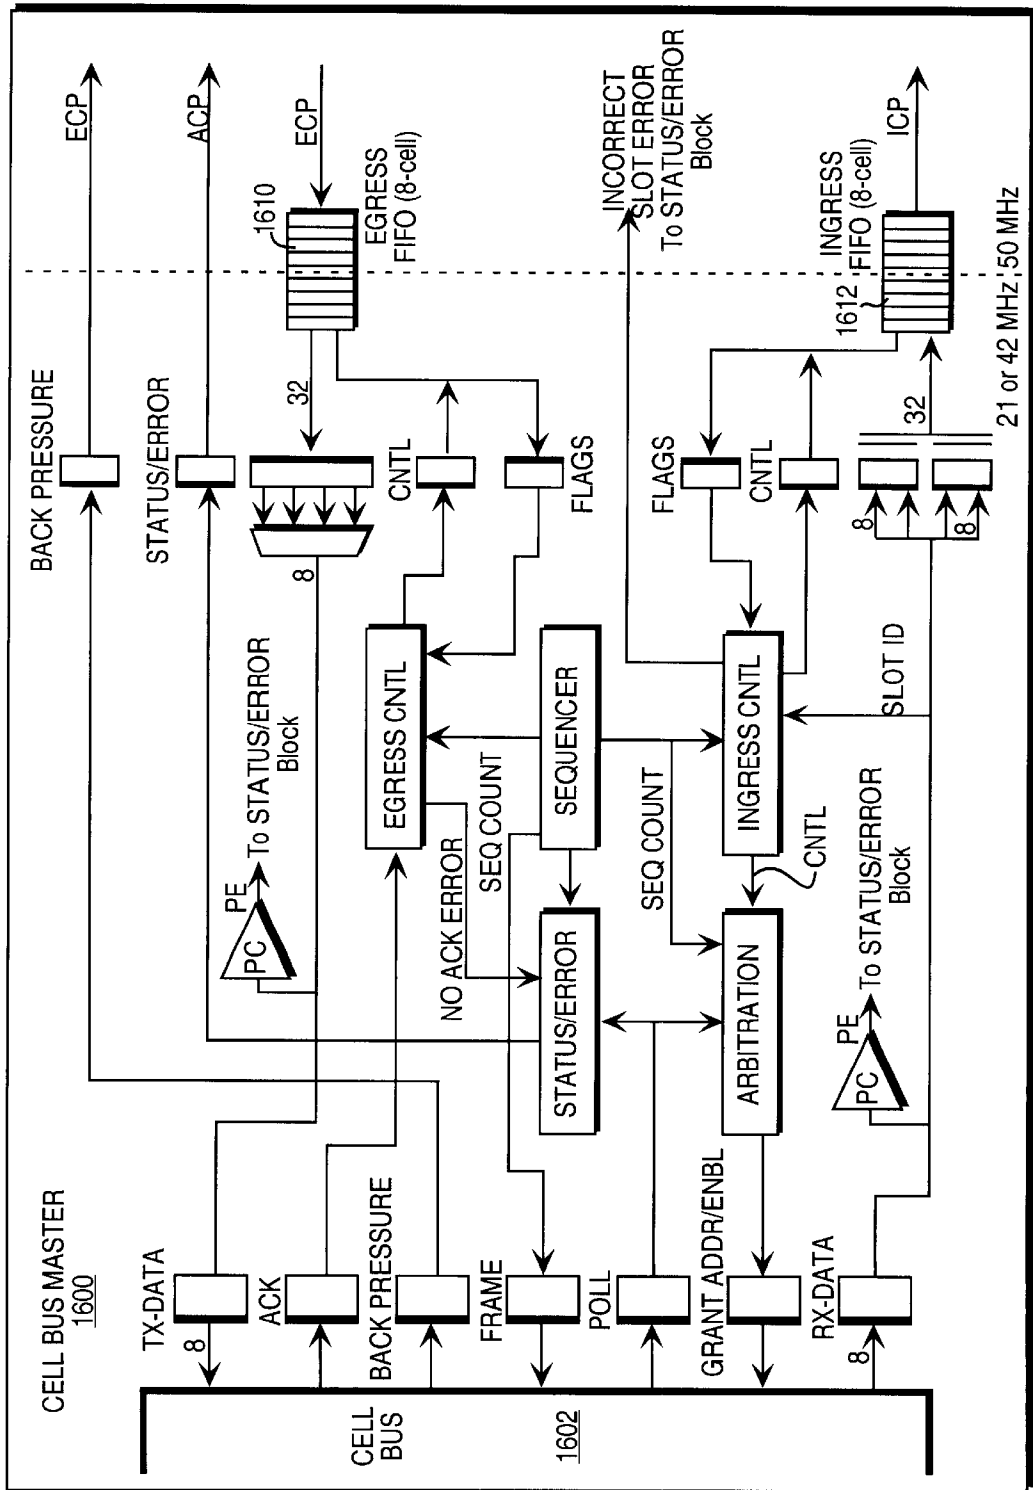 CELL BUS MASTER
1600
CELL
BUS
1602
TX-DATA
8
ACK
BACK PRESSURE
FRAME
POLL
GRANT ADDR/ENBL
RX-DATA
8
BACK PRESSURE
ECP
STATUS/ERROR
ACP
PC
PE
To STATUS/ERROR
Block
8
32
1610
ECP
EGRESS
FIFO (8-cell)
CNTL
FLAGS
EGRESS CNTL
NO ACK ERROR
SEQ COUNT
STATUS/ERROR
SEQUENCER
SEQ COUNT
INCORRECT
SLOT ERROR
To STATUS/ERROR
Block
ARBITRATION
CNTL
INGRESS CNTL
FLAGS
CNTL
SLOT ID
PC
PE
To STATUS/ERROR
Block
8
8
32
1612
INGRESS
FIFO (8-cell)
ICP
21 or 42 MHz
50 MHz